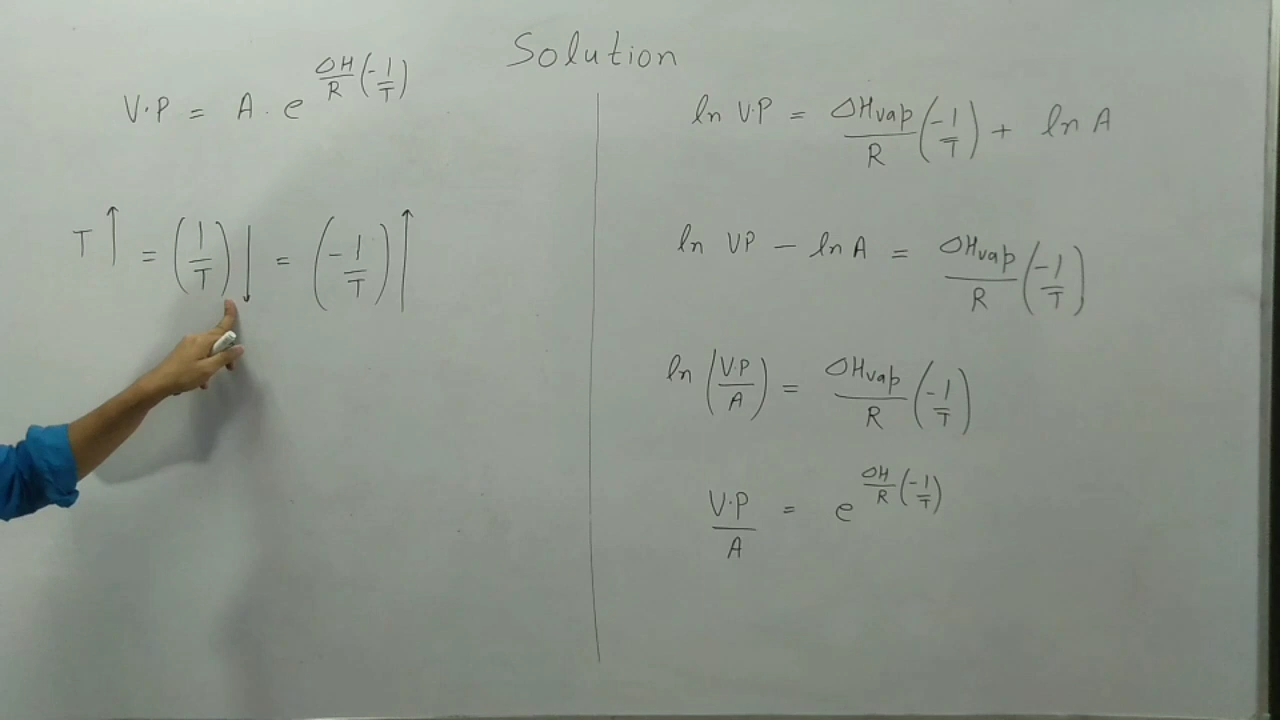 Solution
V.P = A . e^{ΔH/R (-1/T)}
T ↑ = (1/T) ↓ = (-1/T) ↑
ln V.P = ΔHvap/R (-1/T) + ln A
ln VP - ln A = ΔHvap/R (-1/T)
ln (V.P/A) = ΔHvap/R (-1/T)
V.P/A = e^{ΔH/R (-1/T)}